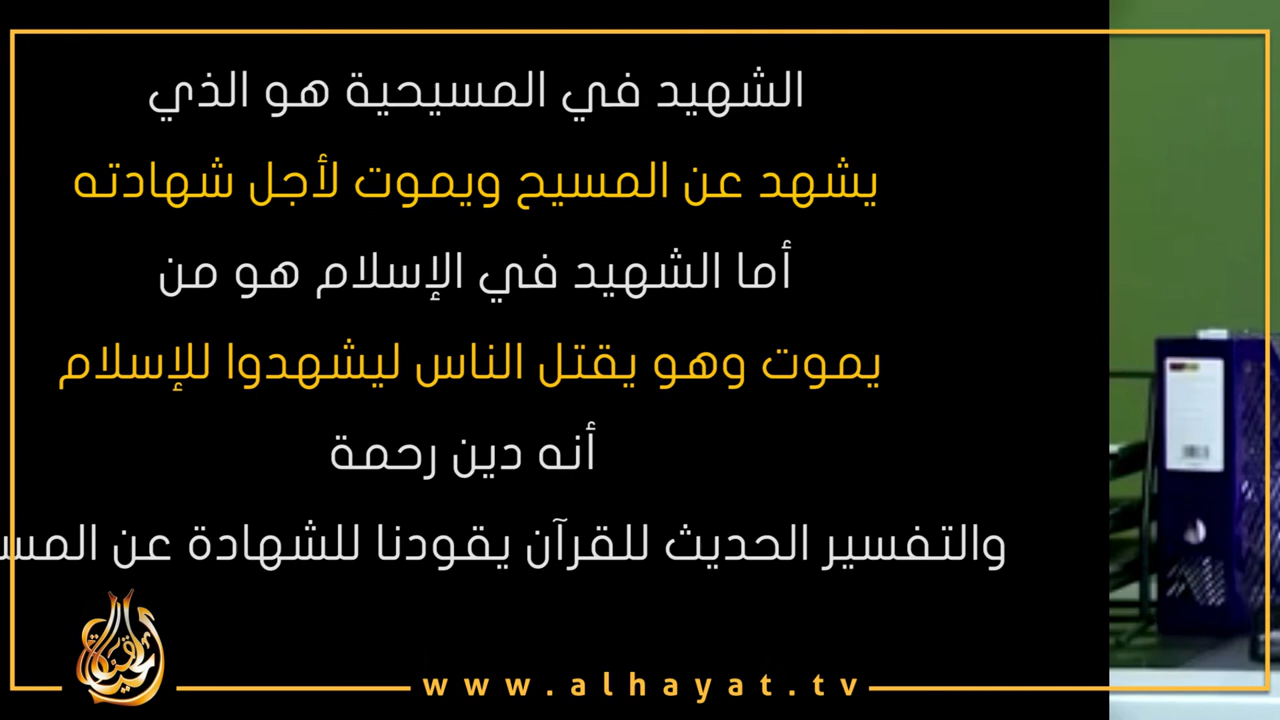 الشهيد في المسيحية هو الذي
يشهد عن المسيح ويموت لأجل شهادته
أما الشهيد في الإسلام هو من
يموت وهو يقتل الناس ليشهدوا للإسلام
أنه دين رحمة
والتفسير الحديث للقرآن يقودنا للشهادة عن
www.alhayat.tv